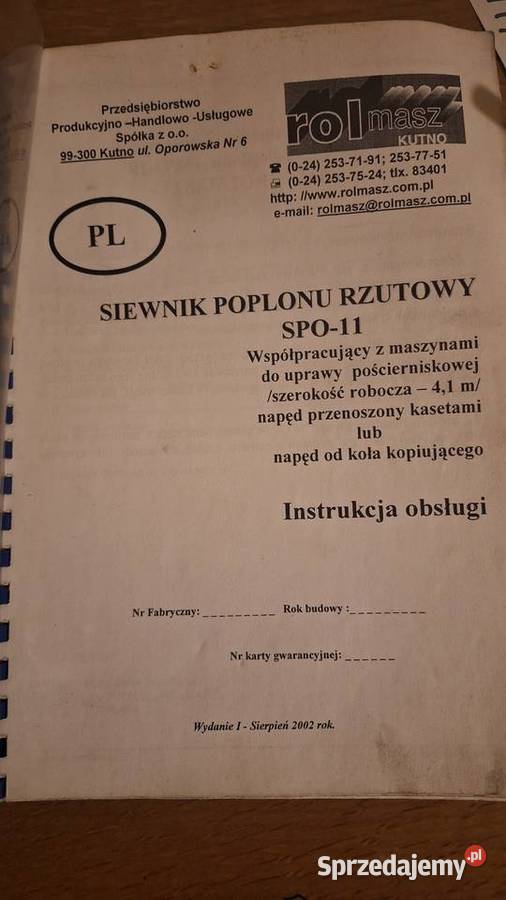 Przedsiębiorstwo
Produkcyjno –Handlowo -Usługowe
Spółka z o.o.
99-300 Kutno ul. Oporowska Nr 6
rolmasz
KUTNO
(0-24) 253-71-91; 253-77-51
(0-24) 253-75-24; tlx. 83401
http: //www.rolmasz.com.pl
e-mail: rolmasz@rolmasz.com.pl
PL
SIEWNIK POPLONU RZUTOWY
SPO-11
Współpracujący z maszynami
do uprawy pościerniskowej
/szerokość robocza – 4,1 m/
napęd przenoszony kasetami
lub
napęd od koła kopiującego
Instrukcja obsługi
Nr Fabryczny: _ _ _ _ _ _ _ _ _ Rok budowy :_ _ _ _ _ _ _ _ _
Nr karty gwarancyjnej: _ _ _ _ _ _
Wydanie I - Sierpień 2002 rok.
Sprzedajemy.pl